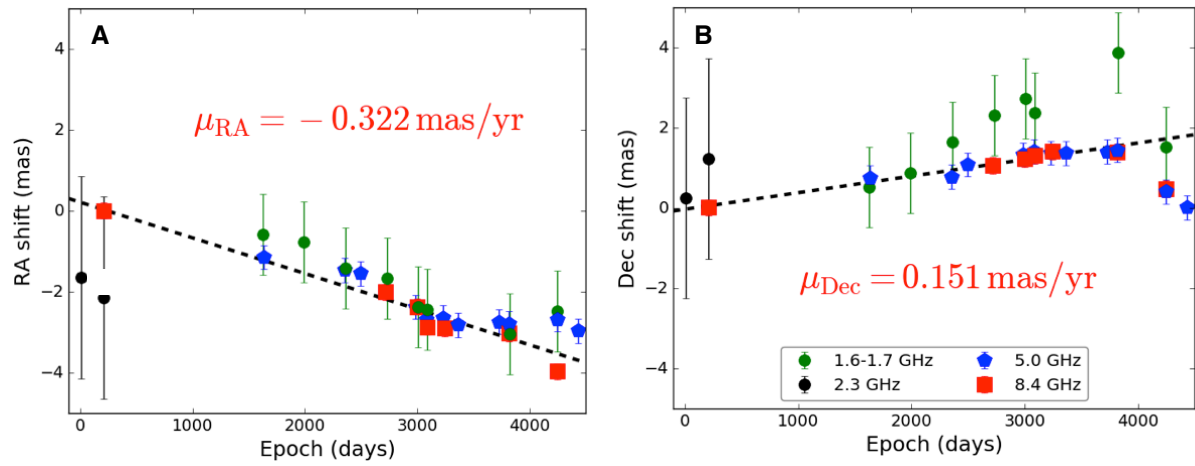 A
μ_RA = −0.322 mas/yr
RA shift (mas)
4
2
0
−2
−4
0 1000 2000 3000 4000
Epoch (days)
B
μ_Dec = 0.151 mas/yr
Dec shift (mas)
4
2
0
−2
−4
1.6-1.7 GHz
2.3 GHz
5.0 GHz
8.4 GHz
0 1000 2000 3000 4000
Epoch (days)